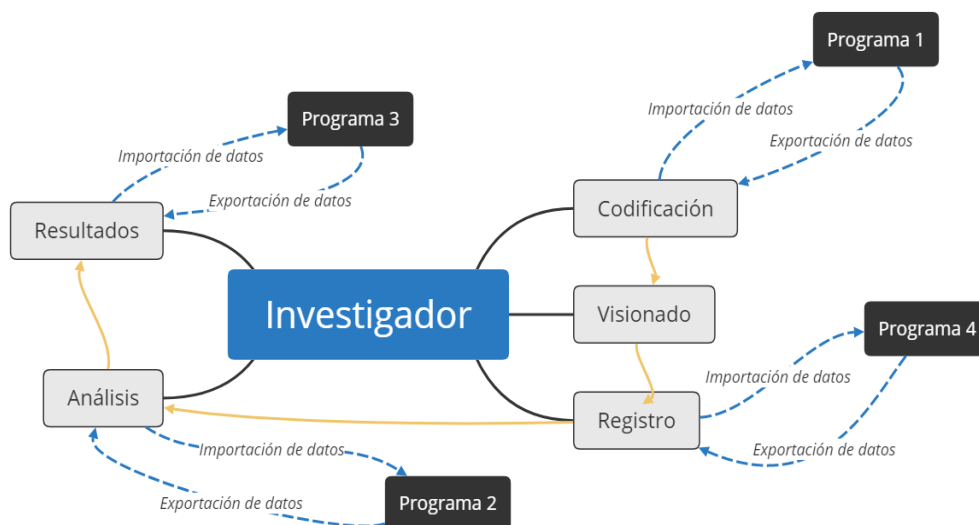 Programa 1
Importación de datos
Exportación de datos
Programa 3
Importación de datos
Exportación de datos
Resultados
Codificación
Investigador
Visionado
Programa 4
Importación de datos
Exportación de datos
Análisis
Registro
Importación de datos
Exportación de datos
Programa 2